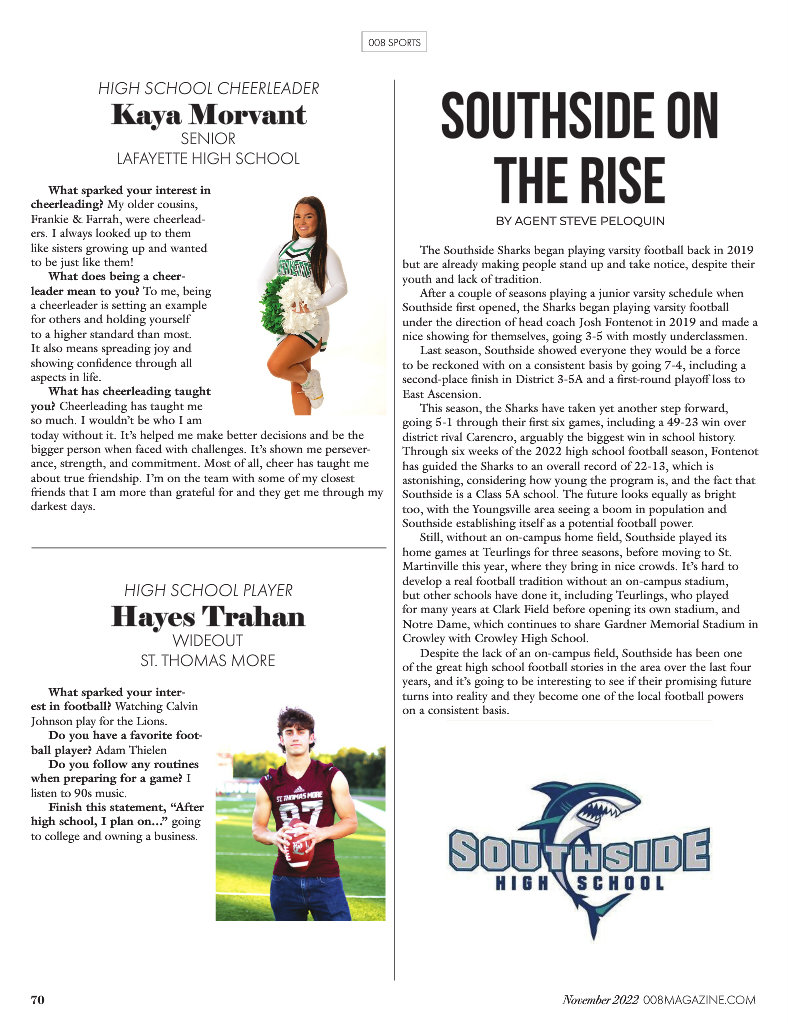 008 SPORTS
HIGH SCHOOL CHEERLEADER
Kaya Morvant
SENIOR
LAFAYETTE HIGH SCHOOL
What sparked your interest in
cheerleading? My older cousins,
Frankie & Farrah, were cheerlead-
ers. I always looked up to them
like sisters growing up and wanted
to be just like them!
What does being a cheer-
leader mean to you? To me, being
a cheerleader is setting an example
for others and holding yourself
to a higher standard than most.
It also means spreading joy and
showing confidence through all
aspects in life.
What has cheerleading taught
you? Cheerleading has taught me
so much. I wouldn't be who I am
today without it. It's helped me make better decisions and be the
bigger person when faced with challenges. It's shown me persever-
ance, strength, and commitment. Most of all, cheer has taught me
about true friendship. I'm on the team with some of my closest
friends that I am more than grateful for and they get me through my
darkest days.
HIGH SCHOOL PLAYER
Hayes Trahan
WIDEOUT
ST. THOMAS MORE
What sparked your inter-
est in football? Watching Calvin
Johnson play for the Lions.
Do you have a favorite foot-
ball player? Adam Thielen
Do you follow any routines
when preparing for a game? I
listen to 90s music.
Finish this statement, “After
high school, I plan on...” going
to college and owning a business.
ST. THOMAS MORE
87
SOUTHSIDE ON
THE RISE
BY AGENT STEVE PELOQUIN
The Southside Sharks began playing varsity football back in 2019
but are already making people stand up and take notice, despite their
youth and lack of tradition.
After a couple of seasons playing a junior varsity schedule when
Southside first opened, the Sharks began playing varsity football
under the direction of head coach Josh Fontenot in 2019 and made a
nice showing for themselves, going 3-5 with mostly underclassmen.
Last season, Southside showed everyone they would be a force
to be reckoned with on a consistent basis by going 7-4, including a
second-place finish in District 3-5A and a first-round playoff loss to
East Ascension.
This season, the Sharks have taken yet another step forward,
going 5-1 through their first six games, including a 49-23 win over
district rival Carencro, arguably the biggest win in school history.
Through six weeks of the 2022 high school football season, Fontenot
has guided the Sharks to an overall record of 22-13, which is
astonishing, considering how young the program is, and the fact that
Southside is a Class 5A school. The future looks equally as bright
too, with the Youngsville area seeing a boom in population and
Southside establishing itself as a potential football power.
Still, without an on-campus home field, Southside played its
home games at Teurlings for three seasons, before moving to St.
Martinville this year, where they bring in nice crowds. It's hard to
develop a real football tradition without an on-campus stadium,
but other schools have done it, including Teurlings, who played
for many years at Clark Field before opening its own stadium, and
Notre Dame, which continues to share Gardner Memorial Stadium in
Crowley with Crowley High School.
Despite the lack of an on-campus field, Southside has been one
of the great high school football stories in the area over the last four
years, and it's going to be interesting to see if their promising future
turns into reality and they become one of the local football powers
on a consistent basis.
SOUTHSIDE
HIGH SCHOOL
70
November 2022 008MAGAZINE.COM